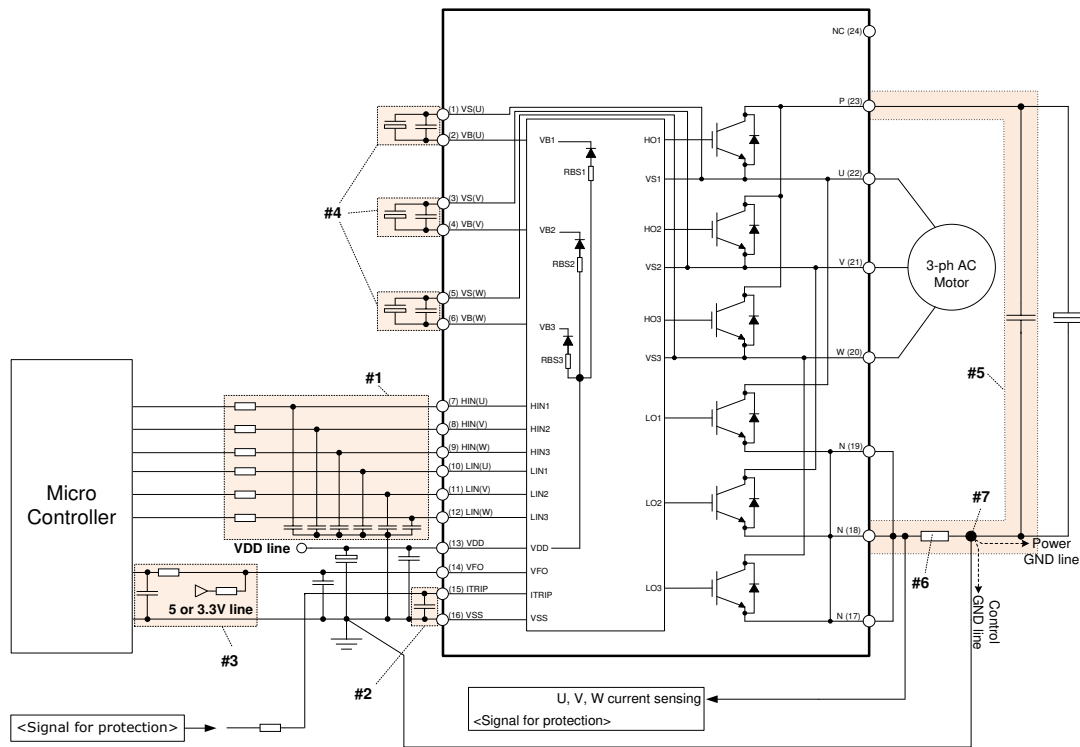 NC (24)
(1) VS(U)
(2) VB(U)
(3) VS(V)
(4) VB(V)
(5) VS(W)
(6) VB(W)
#4
VB1
RBS1
VB2
RBS2
VB3
RBS3
HO1
VS1
HO2
VS2
HO3
VS3
LO1
LO2
LO3
P (23)
U (22)
V (21)
W (20)
N (19)
N (18)
N (17)
3-ph AC
Motor
#5
#7
#6
Power
GND line
Control
GND line
Micro
Controller
#1
(7) HIN(U)
(8) HIN(V)
(9) HIN(W)
(10) LIN(U)
(11) LIN(V)
(12) LIN(W)
(13) VDD
(14) VFO
(15) ITRIP
(16) VSS
HIN1
HIN2
HIN3
LIN1
LIN2
LIN3
VDD
VFO
ITRIP
VSS
VDD line
5 or 3.3V line
#3
#2
<Signal for protection>
U, V, W current sensing
<Signal for protection>